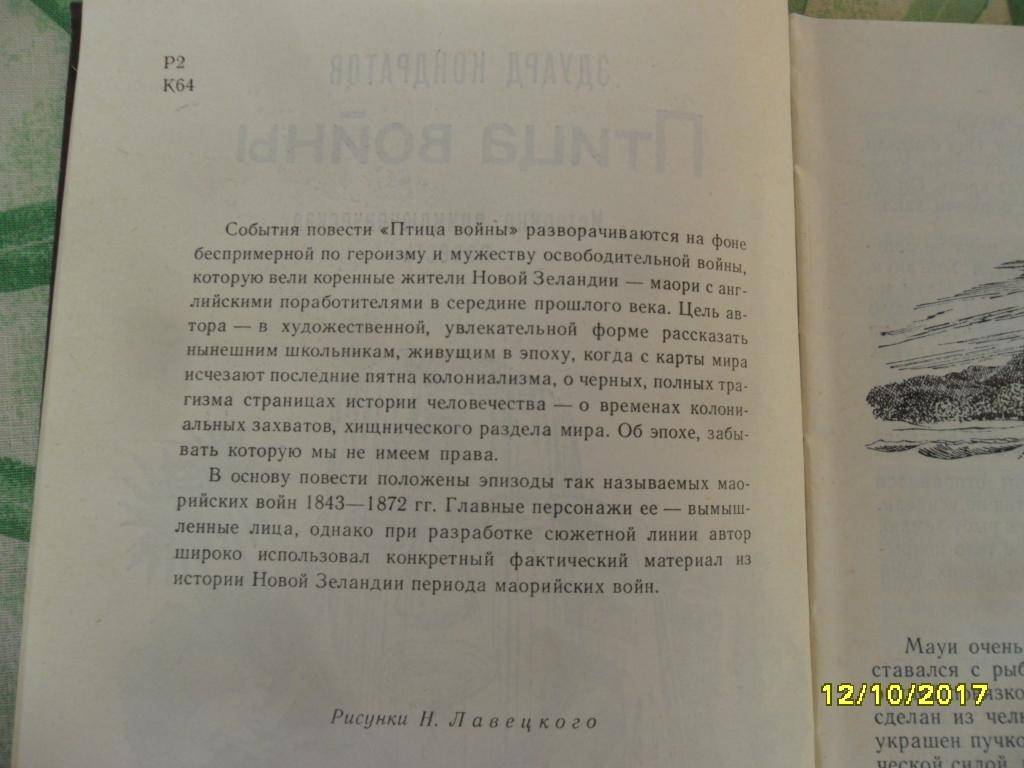 Р2
К64
ЭДУАРД КОНДРАТОВ
Птица войны
События повести «Птица войны» разворачиваются на фоне
беспримерной по героизму и мужеству освободительной войны,
которую вели коренные жители Новой Зеландии — маори с анг-
лийскими поработителями в середине прошлого века. Цель ав-
тора — в художественной, увлекательной форме рассказать
нынешним школьникам, живущим в эпоху, когда с карты мира
исчезают последние пятна колониализма, о черных, полных тра-
гизма страницах истории человечества — о временах колони-
альных захватов, хищнического раздела мира. Об эпохе, забы-
вать которую мы не имеем права.
В основу повести положены эпизоды так называемых мао-
рийских войн 1843—1872 гг. Главные персонажи ее — вымыш-
ленные лица, однако при разработке сюжетной линии автор
широко использовал конкретный фактический материал из
истории Новой Зеландии периода маорийских войн.
Рисунки Н. Лавецкого
Мауи очень
ставался с рыб
сделан из чел
украшен пучко
ческой силой
12/10/2017